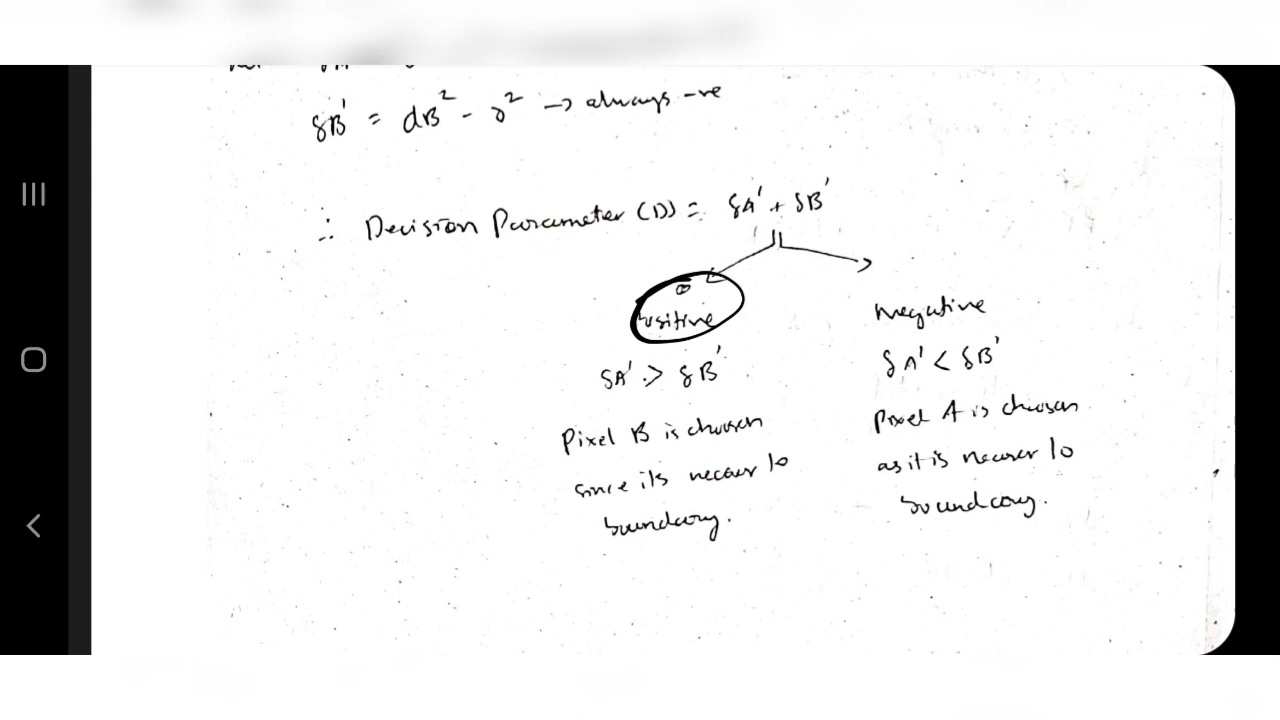 δB' = dB² - r² → always -ve
∴ Decision Parameter (D) = δA' + δB'
Positive
Negative
δA' > δB'
δA' < δB'
Pixel B is chosen
since its nearer to
boundary.
Pixel A is chosen
as it is nearer to
boundary.